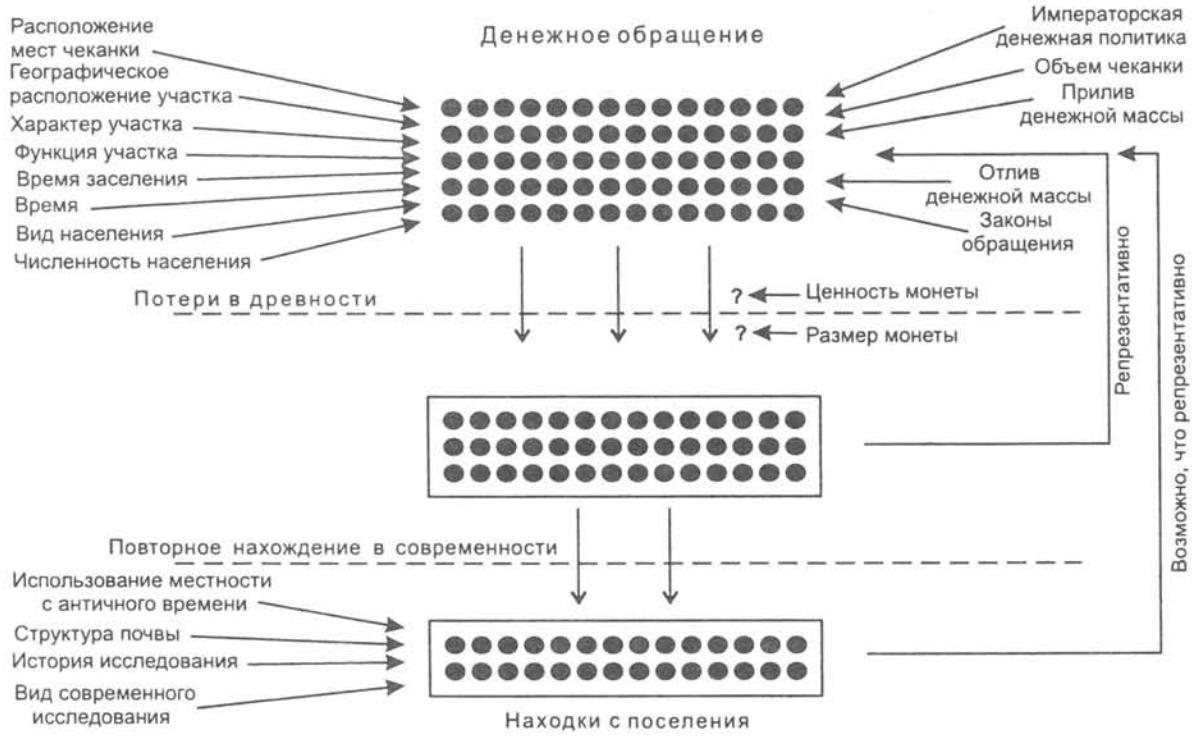 Денежное обращение
Расположение
мест чеканки
Географическое
расположение участка
Характер участка
Функция участка
Время заселения
Время
Вид населения
Численность населения
Императорская
денежная политика
Объем чеканки
Прилив
денежной массы
Отлив
денежной массы
Законы
обращения
Потери в древности
? Ценность монеты
? Размер монеты
Репрезентативно
Возможно, что репрезентативно
Повторное нахождение в современности
Использование местности
с античного времени
Структура почвы
История исследования
Вид современного
исследования
Находки с поселения